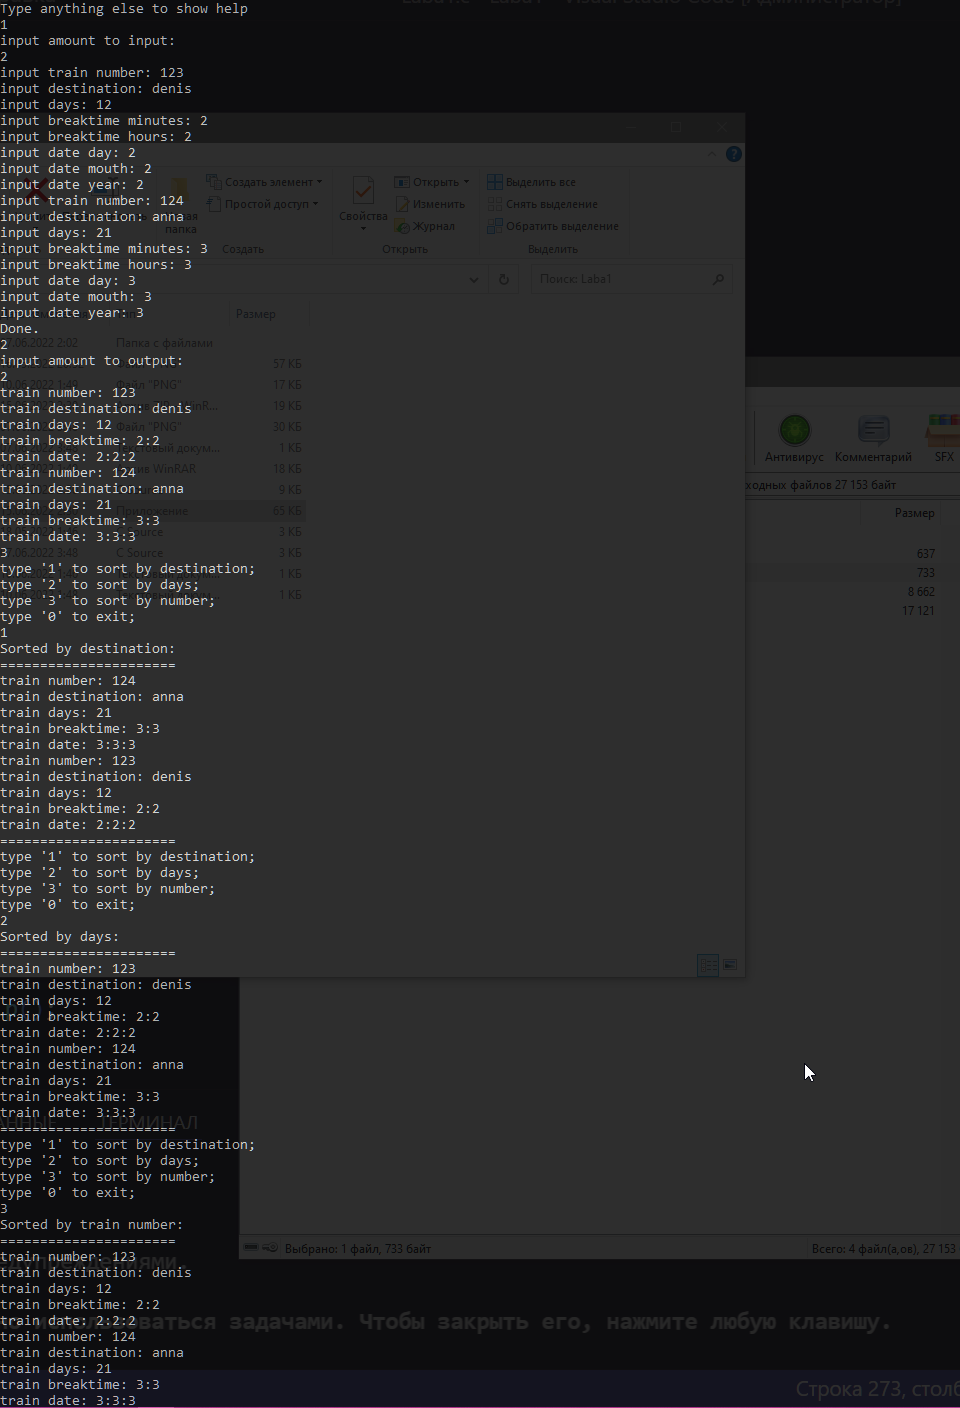 Type anything else to show help
1
input amount to input:
2
input train number: 123
input destination: denis
input days: 12
input breaktime minutes: 2
input breaktime hours: 2
input date day: 2
input date mouth: 2
input date year: 2
input train number: 124
input destination: anna
input days: 21
input breaktime minutes: 3
input breaktime hours: 3
input date day: 3
input date mouth: 3
input date year: 3
Done.
2
input amount to output:
2
train number: 123
train destination: denis
train days: 12
train breaktime: 2:2
train date: 2:2:2
train number: 124
train destination: anna
train days: 21
train breaktime: 3:3
train date: 3:3:3
3
type '1' to sort by destination;
type '2' to sort by days;
type '3' to sort by number;
type '0' to exit;
1
Sorted by destination:
======================
train number: 124
train destination: anna
train days: 21
train breaktime: 3:3
train date: 3:3:3
train number: 123
train destination: denis
train days: 12
train breaktime: 2:2
train date: 2:2:2
======================
type '1' to sort by destination;
type '2' to sort by days;
type '3' to sort by number;
type '0' to exit;
2
Sorted by days:
======================
train number: 123
train destination: denis
train days: 12
train breaktime: 2:2
train date: 2:2:2
train number: 124
train destination: anna
train days: 21
train breaktime: 3:3
train date: 3:3:3
======================
type '1' to sort by destination;
type '2' to sort by days;
type '3' to sort by number;
type '0' to exit;
3
Sorted by train number:
======================
train number: 123
train destination: denis
train days: 12
train breaktime: 2:2
train date: 2:2:2
train number: 124
train destination: anna
train days: 21
train breaktime: 3:3
train date: 3:3:3
Создать элемент
Простой доступ
папка
Создать
Свойства
Открыть
Изменить
Журнал
Открыть
Выделить все
Снять выделение
Обратить выделение
Выделить
Поиск: Laba1
Размер
Папка с файлами
57 КБ
Файл "PNG"
17 КБ
19 КБ
Файл "PNG"
30 КБ
1 КБ
WinRAR
18 КБ
9 КБ
Приложение
85 КБ
C Source
3 КБ
C Source
3 КБ
1 КБ
1 КБ
Антивирус
Комментарий
SFX
файлов 27 153 байт
Размер
637
733
8 662
17 121
ТЕРМИНАЛ
Выбрано: 1 файл, 733 байт
Всего: 4 файл(а,ов), 27 153
задачами. Чтобы закрыть его, нажмите любую клавишу.
Строка 273,